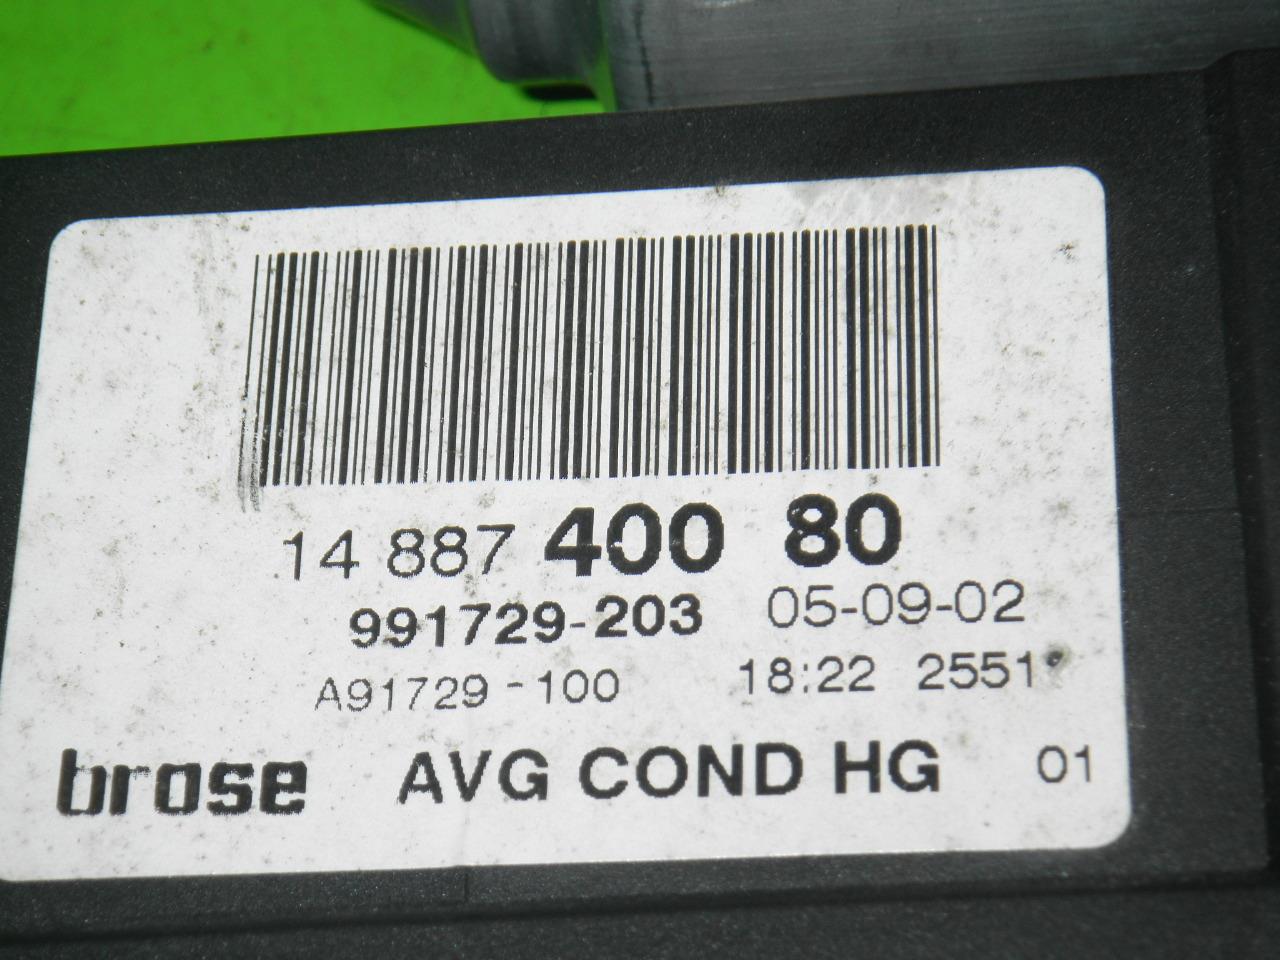 14 887 400 80
991729-203 05-09-02
A91729-100 18:22 2551
brose AVG COND HG 01